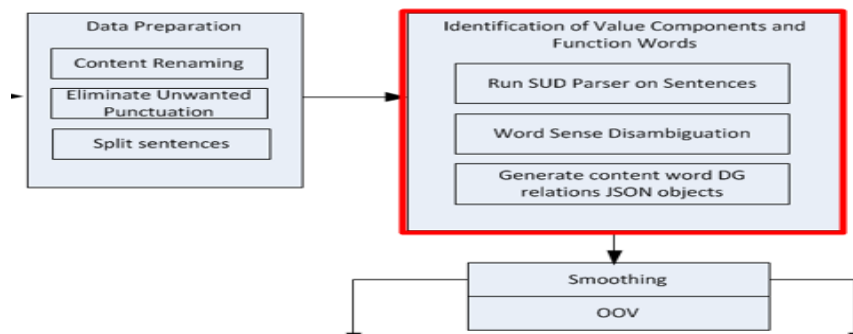 Data Preparation
Content Renaming
Eliminate Unwanted
Punctuation
Split sentences
Identification of Value Components and
Function Words
Run SUD Parser on Sentences
Word Sense Disambiguation
Generate content word DG
relations JSON objects
Smoothing
OOV